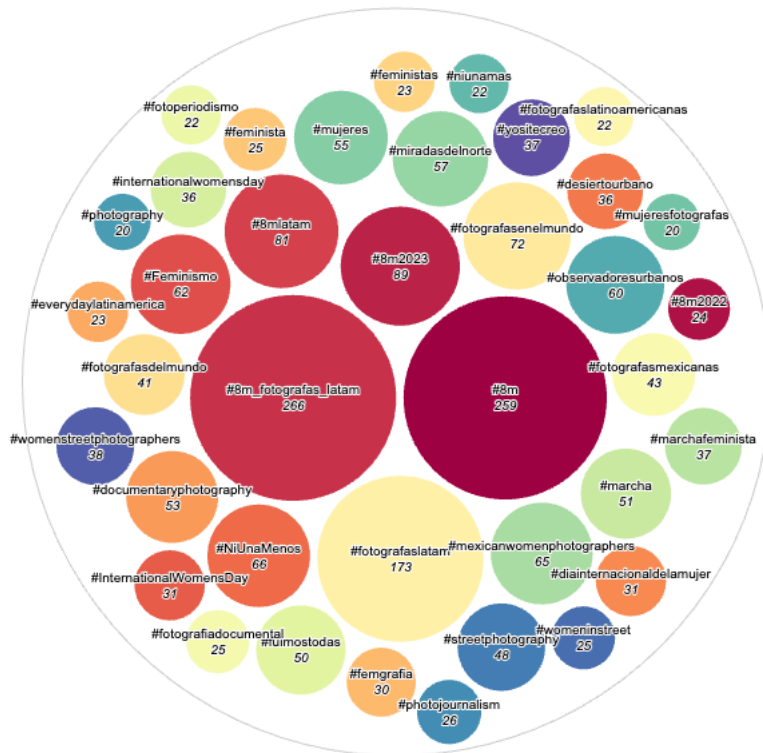 #feministas
23
#niunamas
22
#fotoperiodismo
22
#fotografaslatinoamericanas
22
#feminista
25
#mujeres
55
#yositecreo
37
#miradasdelnorte
57
#internationalwomensday
36
#desiertourbano
36
#photography
20
#8mlatam
81
#fotografasenelmundo
72
#mujeresfotografas
20
#8m2023
89
#Feminismo
62
#observadoresurbanos
60
#everydaylatinamerica
23
#8m2022
24
#fotografasdelmundo
41
#fotografasmexicanas
43
#8m_fotografas_latam
266
#8m
259
#womenstreetphotographers
38
#marchafeminista
37
#documentaryphotography
53
#marcha
51
#NiUnaMenos
66
#fotografaslatam
173
#mexicanwomenphotographers
65
#InternationalWomensDay
31
#diainternacionaldelamujer
31
#fotografiadocumental
25
#fuimostodas
50
#streetphotography
48
#womeninstreet
25
#femgrafia
30
#photojournalism
26